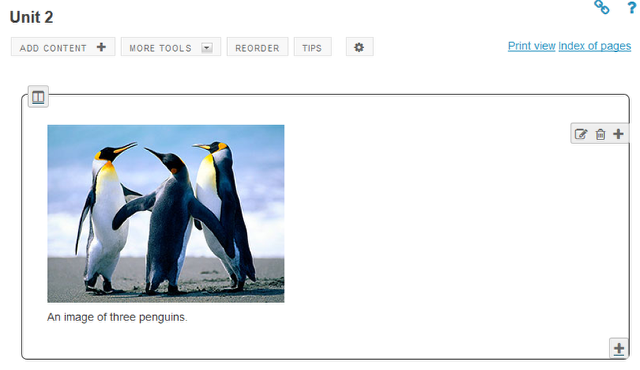 Unit 2
ADD CONTENT + MORE TOOLS REORDER TIPS
Print view Index of pages
An image of three penguins.